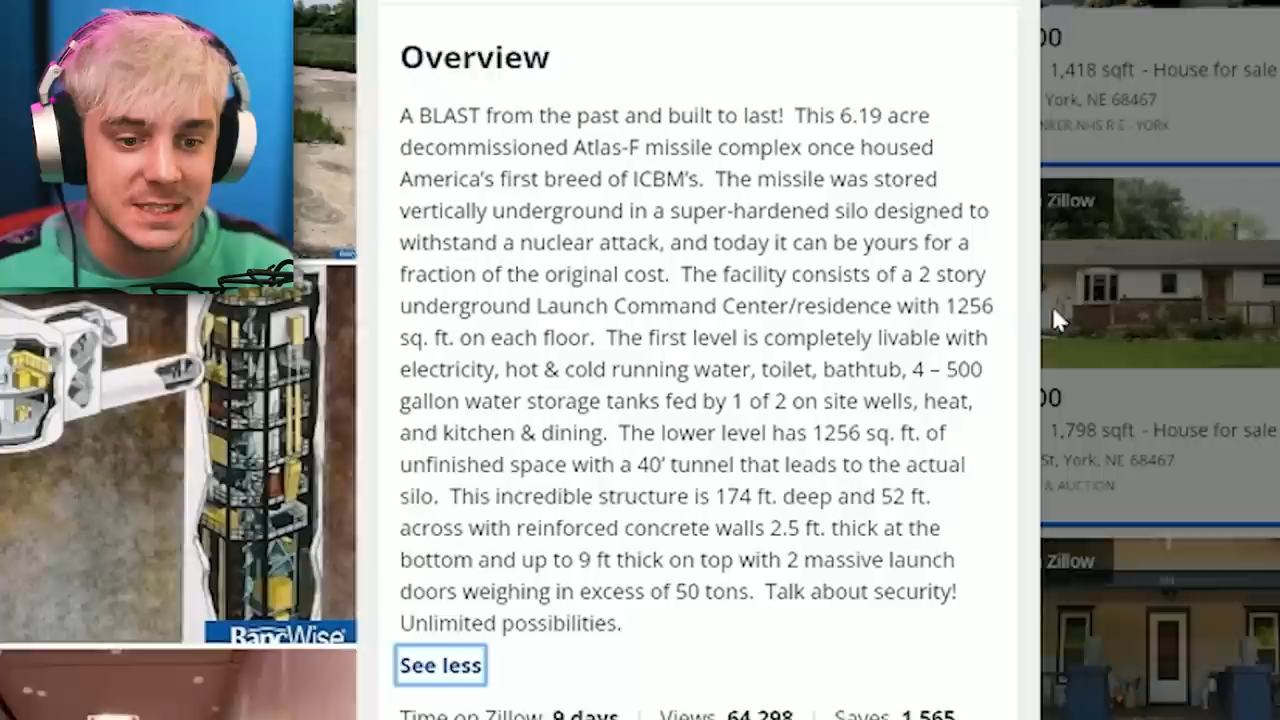 Overview
A BLAST from the past and built to last! This 6.19 acre
decommissioned Atlas-F missile complex once housed
America's first breed of ICBM's. The missile was stored
vertically underground in a super-hardened silo designed to
withstand a nuclear attack, and today it can be yours for a
fraction of the original cost. The facility consists of a 2 story
underground Launch Command Center/residence with 1256
sq. ft. on each floor. The first level is completely livable with
electricity, hot & cold running water, toilet, bathtub, 4 – 500
gallon water storage tanks fed by 1 of 2 on site wells, heat,
and kitchen & dining. The lower level has 1256 sq. ft. of
unfinished space with a 40' tunnel that leads to the actual
silo. This incredible structure is 174 ft. deep and 52 ft.
across with reinforced concrete walls 2.5 ft. thick at the
bottom and up to 9 ft thick on top with 2 massive launch
doors weighing in excess of 50 tons. Talk about security!
Unlimited possibilities.
See less
Time on Zillow 9 days | Views 64,298 | Saves 1,565
BancWise
00
1,418 sqft - House for sale
York, NE 68467
NHS R E - YORK
Zillow
00
1,798 sqft - House for sale
St, York, NE 68467
& AUCTION
Zillow